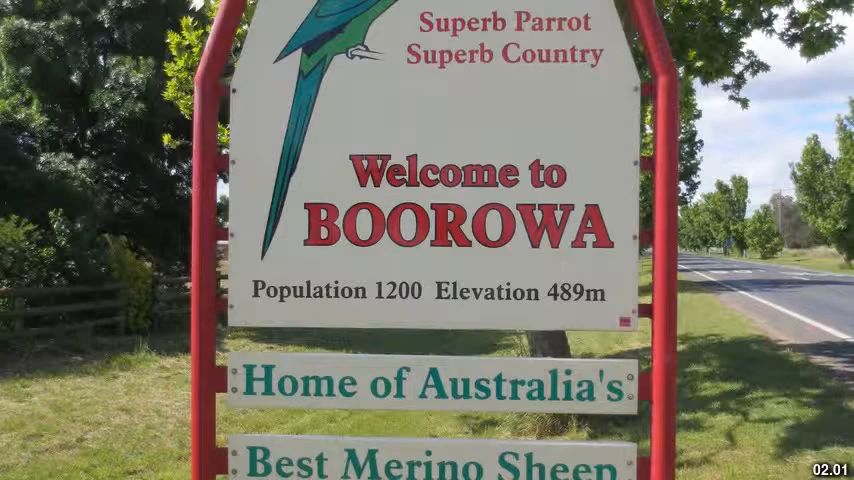 Superb Parrot
Superb Country
Welcome to
BOOROWA
Population 1200 Elevation 489m
Home of Australia's
Best Merino Sheep
02.01